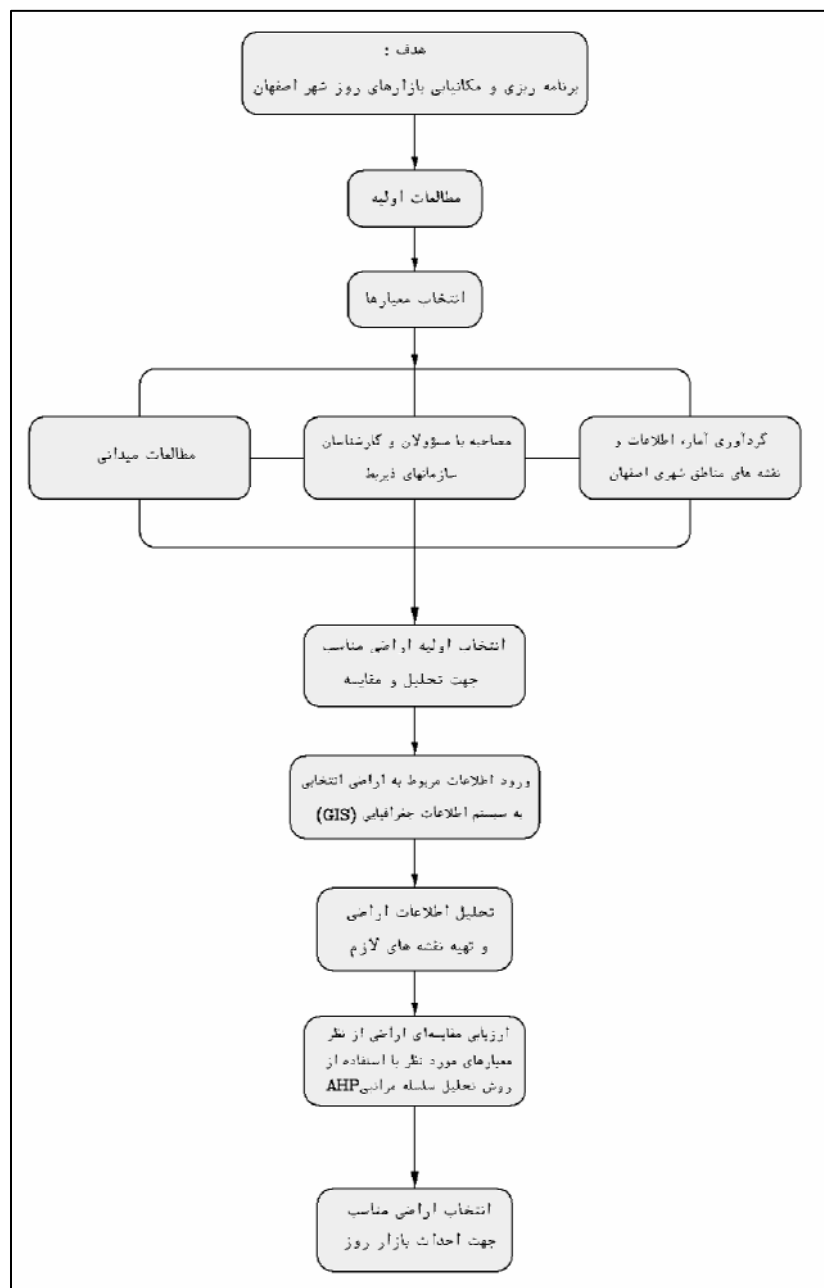 هدف :
برنامه ریزی و مکانیابی بازارهای روز شهر اصفهان
مطالعات اولیه
انتخاب معیارها
گردآوری آمار، اطلاعات و
نقشه های مناطق شهری اصفهان
مصاحبه با مسؤولان و کارشناسان
سازمانهای ذیربط
مطالعات میدانی
انتخاب اولیه اراضی مناسب
جهت تحلیل و مقایسه
ورود اطلاعات مربوط به اراضی انتخابی
به سیستم اطلاعات جغرافیایی (GIS)
تحلیل اطلاعات اراضی
و تهیه نقشه های لازم
ارزیابی مقایسه‌ای اراضی از نظر
معیارهای مورد نظر با استفاده از
روش تحلیل سلسله مراتبی AHP
انتخاب اراضی مناسب
جهت احداث بازار روز